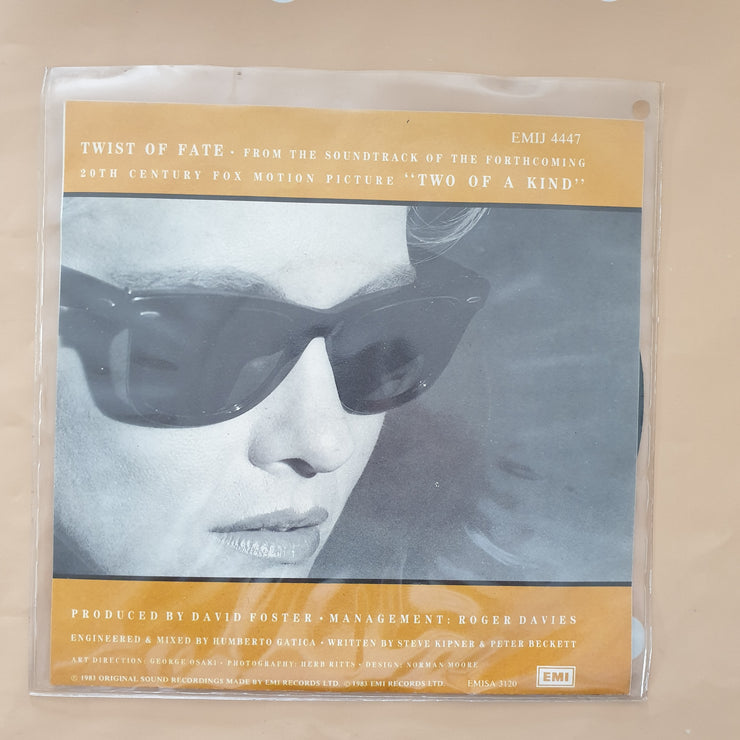 EMIJ 4447
TWIST OF FATE • FROM THE SOUNDTRACK OF THE FORTHCOMING
20TH CENTURY FOX MOTION PICTURE "TWO OF A KIND"
PRODUCED BY DAVID FOSTER • MANAGEMENT: ROGER DAVIES
ENGINEERED & MIXED BY HUMBERTO GATICA • WRITTEN BY STEVE KIPNER & PETER BECKETT
ART DIRECTION: GEORGE OSAKI • PHOTOGRAPHY: HERB RITTS • DESIGN: NORMAN MOORE
℗ 1983 ORIGINAL SOUND RECORDINGS MADE BY EMI RECORDS LTD. © 1983 EMI RECORDS LTD. EMISA 3120 EMI